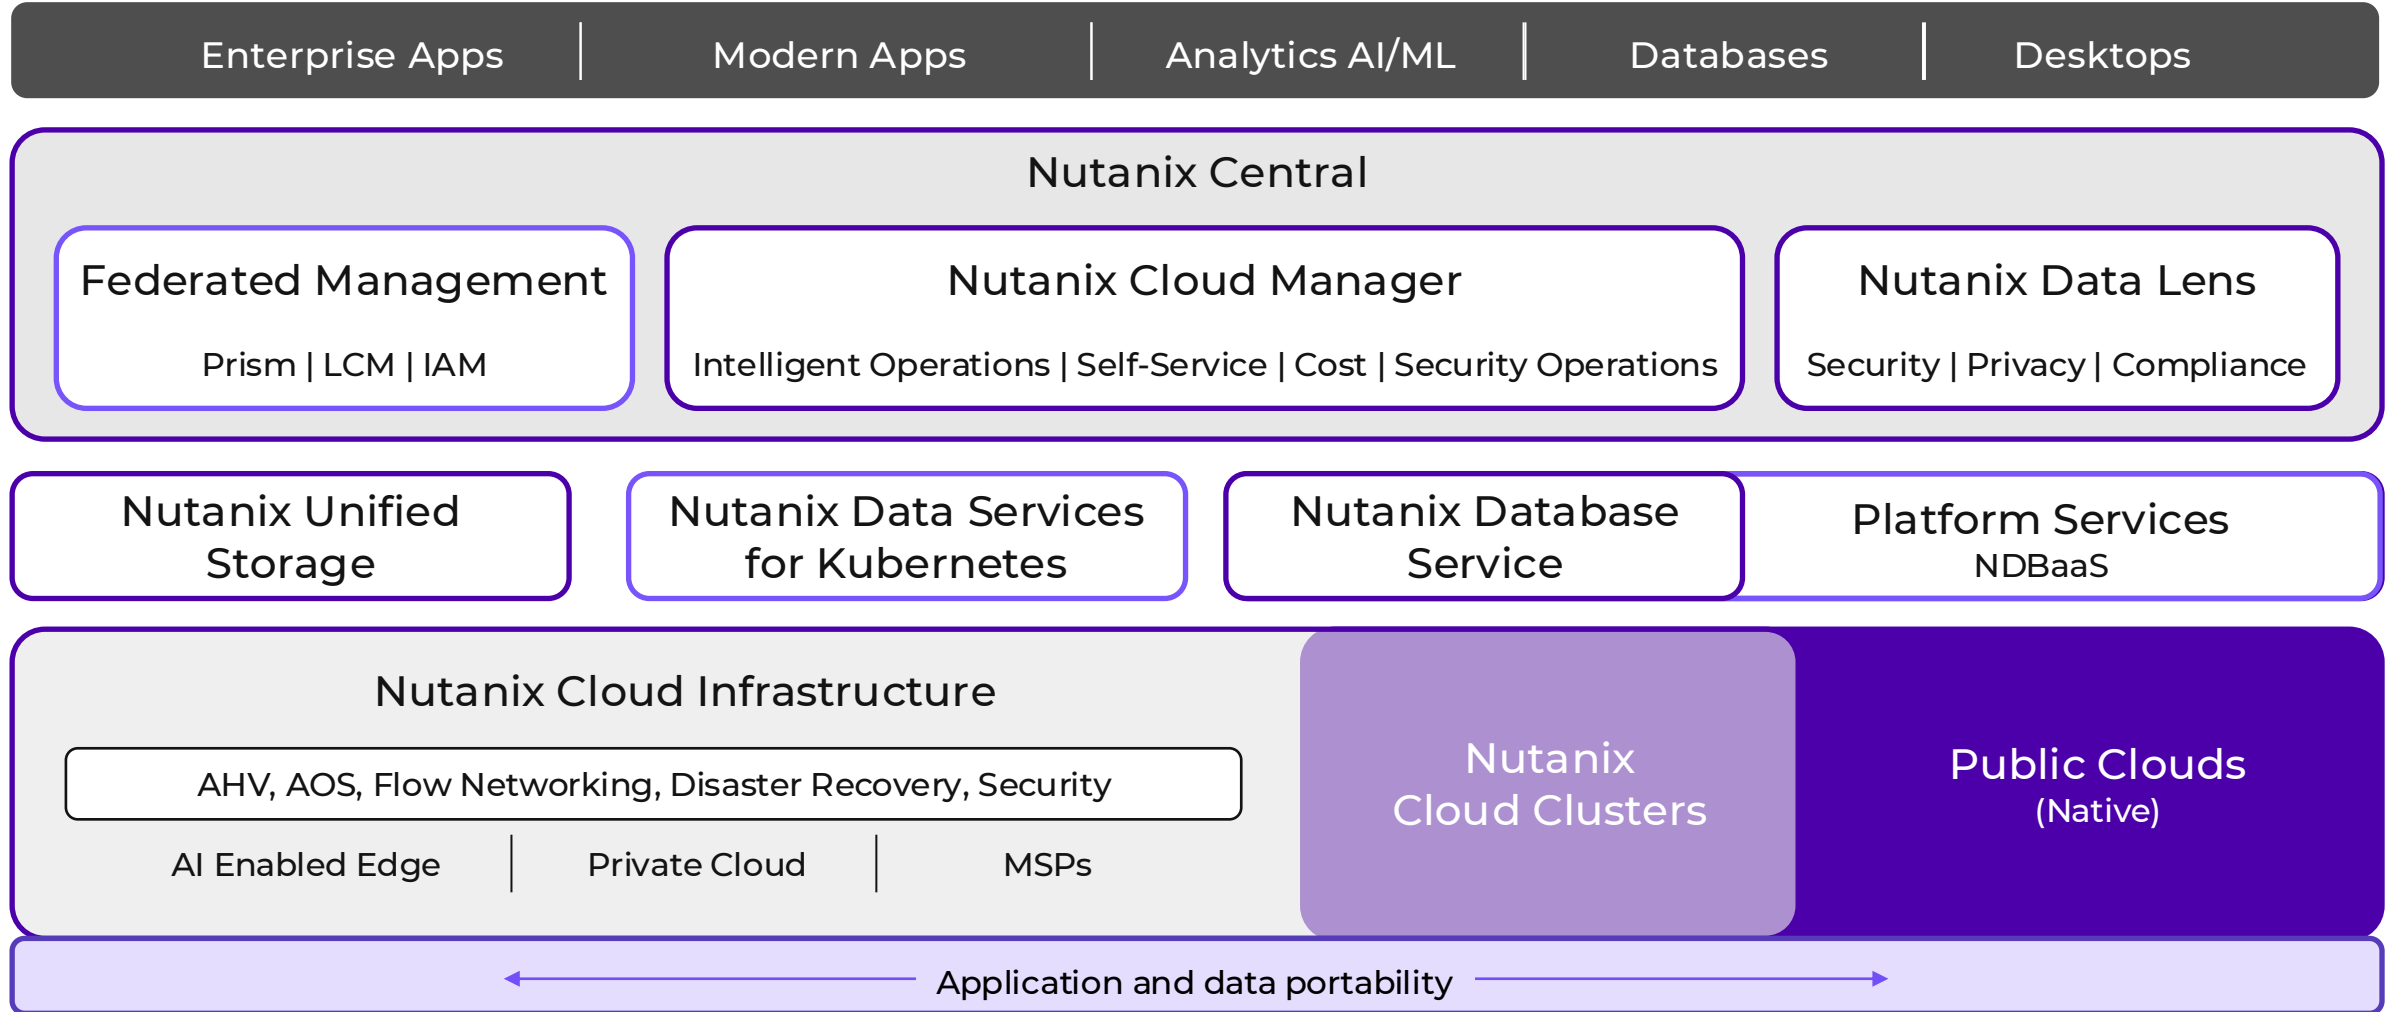 Enterprise Apps | Modern Apps | Analytics AI/ML | Databases | Desktops
Nutanix Central
Federated Management
Prism | LCM | IAM
Nutanix Cloud Manager
Intelligent Operations | Self-Service | Cost | Security Operations
Nutanix Data Lens
Security | Privacy | Compliance
Nutanix Unified
Storage
Nutanix Data Services
for Kubernetes
Nutanix Database
Service
Platform Services
NDBaaS
Nutanix Cloud Infrastructure
AHV, AOS, Flow Networking, Disaster Recovery, Security
AI Enabled Edge | Private Cloud | MSPs
Nutanix
Cloud Clusters
Public Clouds
(Native)
Application and data portability